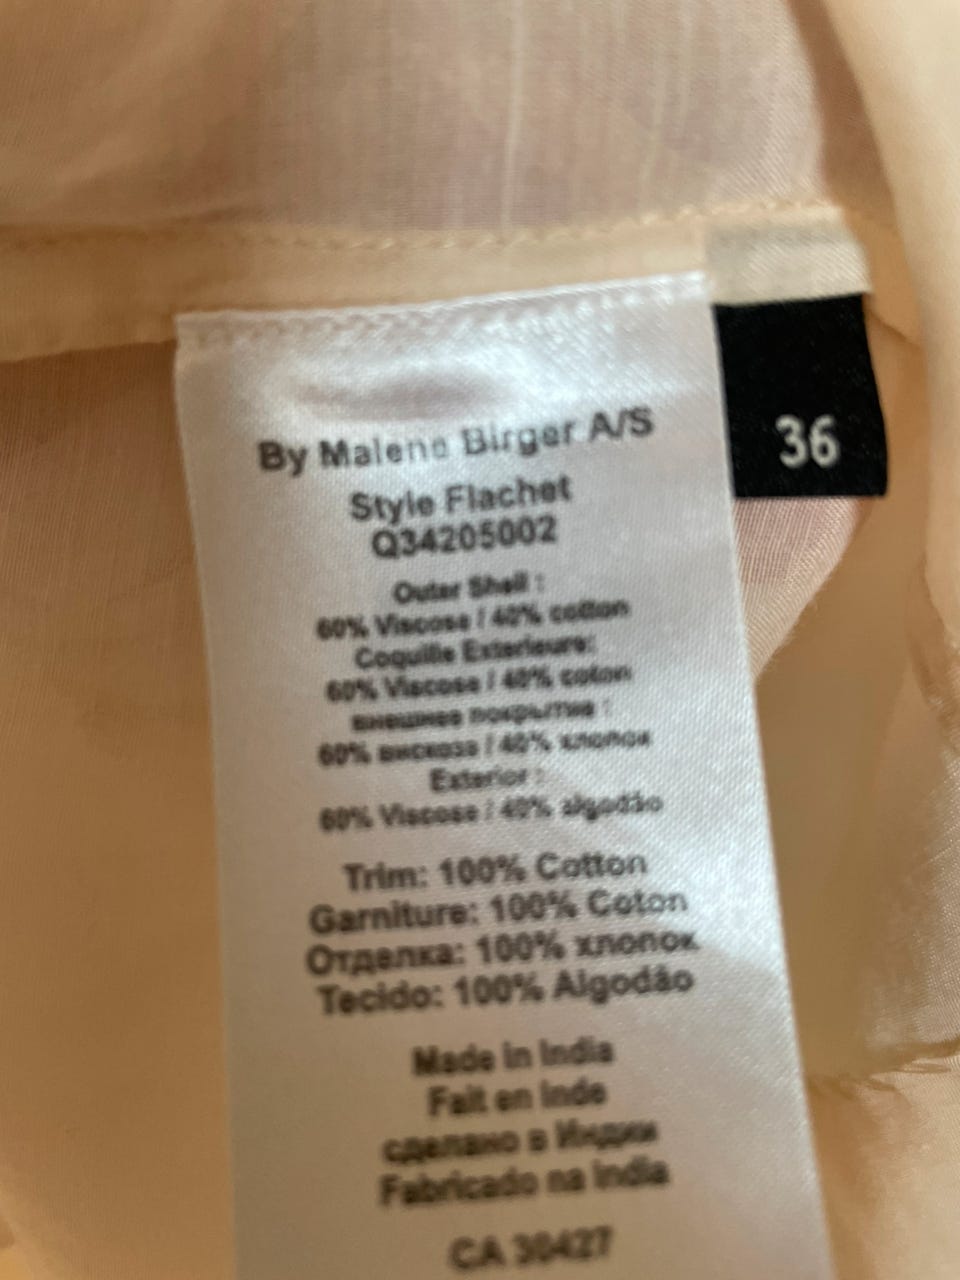 By Malene Birger A/S
36
Style Flachet
Q34205002
Outer Shell :
60% Viscose / 40% cotton
Coquille Exterieure:
60% Viscose / 40% coton
внешнее покрытие :
60% вискоза / 40% хлопок
Exterior :
60% Viscose / 40% algodão
Trim: 100% Cotton
Garniture: 100% Coton
Отделка: 100% хлопок
Tecido: 100% Algodão
Made in India
Fait en Inde
сделано в Индии
Fabricado na india
CA 30427